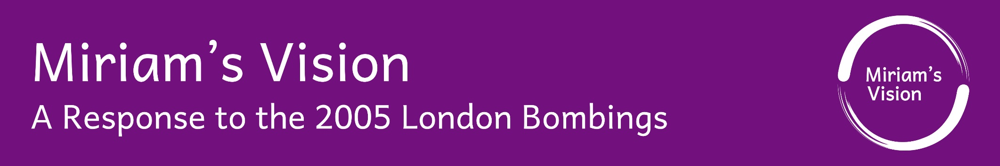 Miriam’s Vision
A Response to the 2005 London Bombings
Miriam’s
Vision